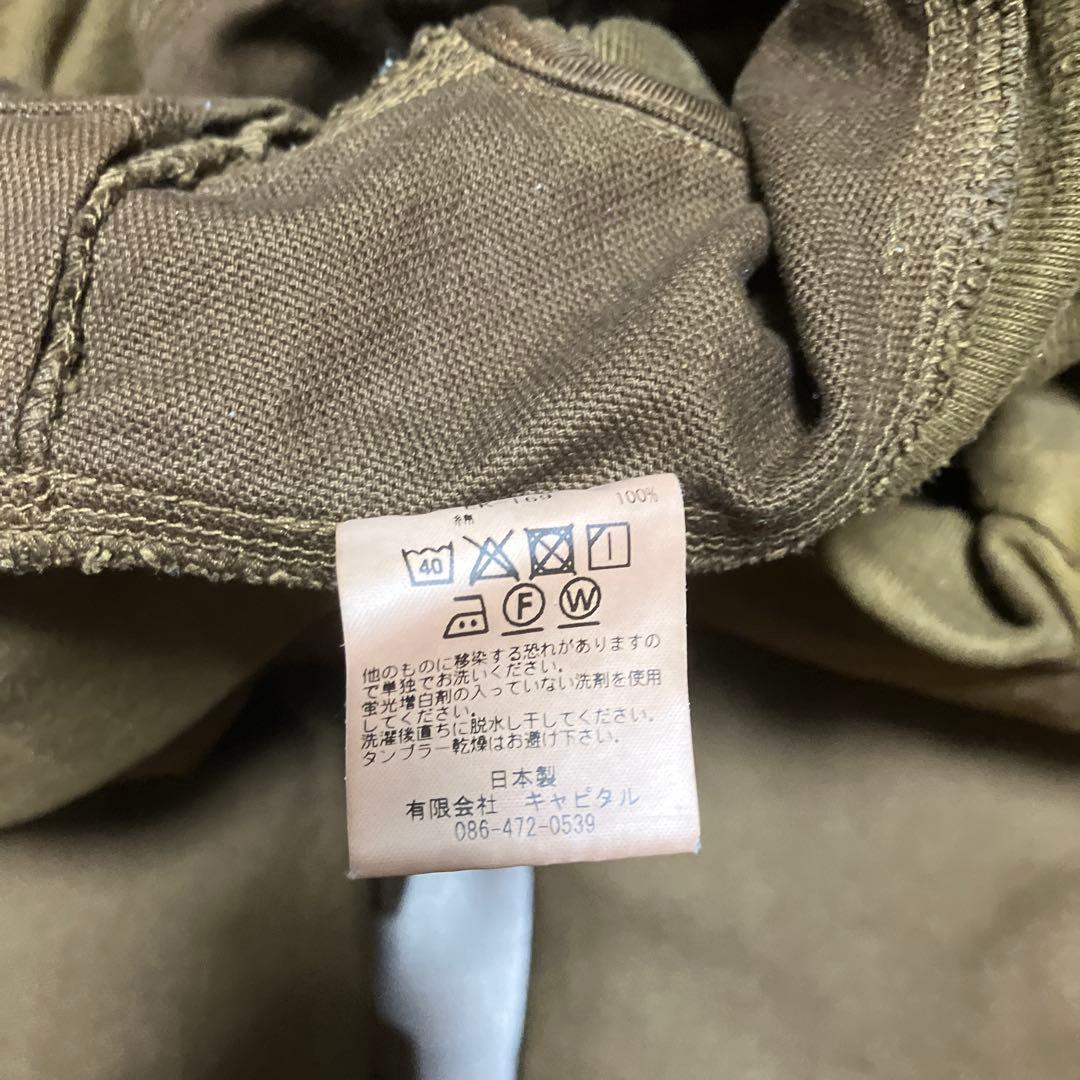 綿 100%
40
F W
他のものに移染する恐れがありますの
で単独でお洗いください。
蛍光増白剤の入っていない洗剤を使用
してください。
洗濯後直ちに脱水し干してください。
タンブラー乾燥はお避け下さい。
日本製
有限会社 キャピタル
086-472-0539